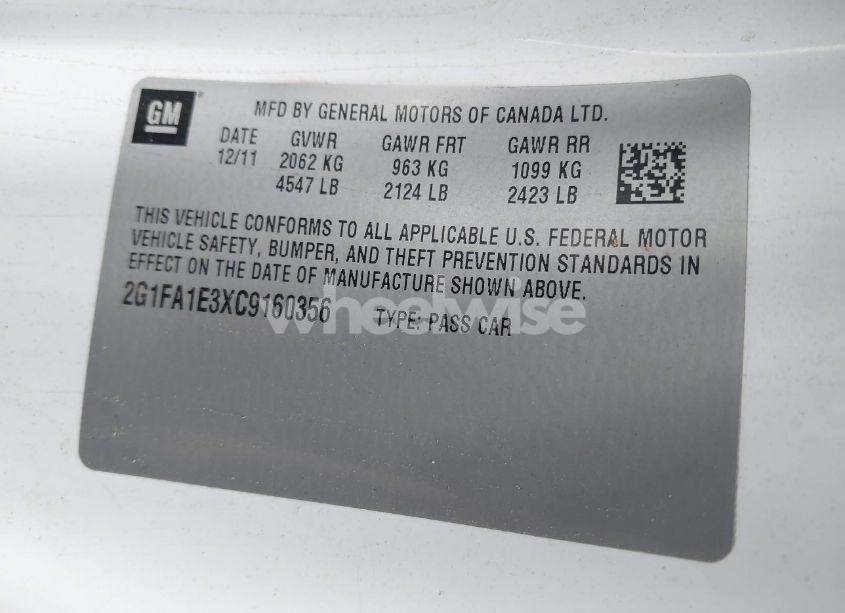 GM
MFD BY GENERAL MOTORS OF CANADA LTD.
DATE GVWR GAWR FRT GAWR RR
12/11 2062 KG 963 KG 1099 KG
4547 LB 2124 LB 2423 LB
THIS VEHICLE CONFORMS TO ALL APPLICABLE U.S. FEDERAL MOTOR
VEHICLE SAFETY, BUMPER, AND THEFT PREVENTION STANDARDS IN
EFFECT ON THE DATE OF MANUFACTURE SHOWN ABOVE.
2G1FA1E3XC9160356 TYPE: PASS CAR
wheelwise